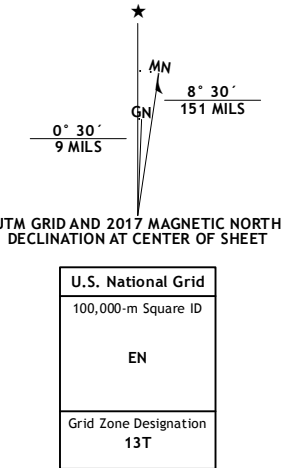 MN
8° 30´
151 MILS
GN
0° 30´
9 MILS
UTM GRID AND 2017 MAGNETIC NORTH
DECLINATION AT CENTER OF SHEET
U.S. National Grid
100,000-m Square ID
EN
Grid Zone Designation
13T